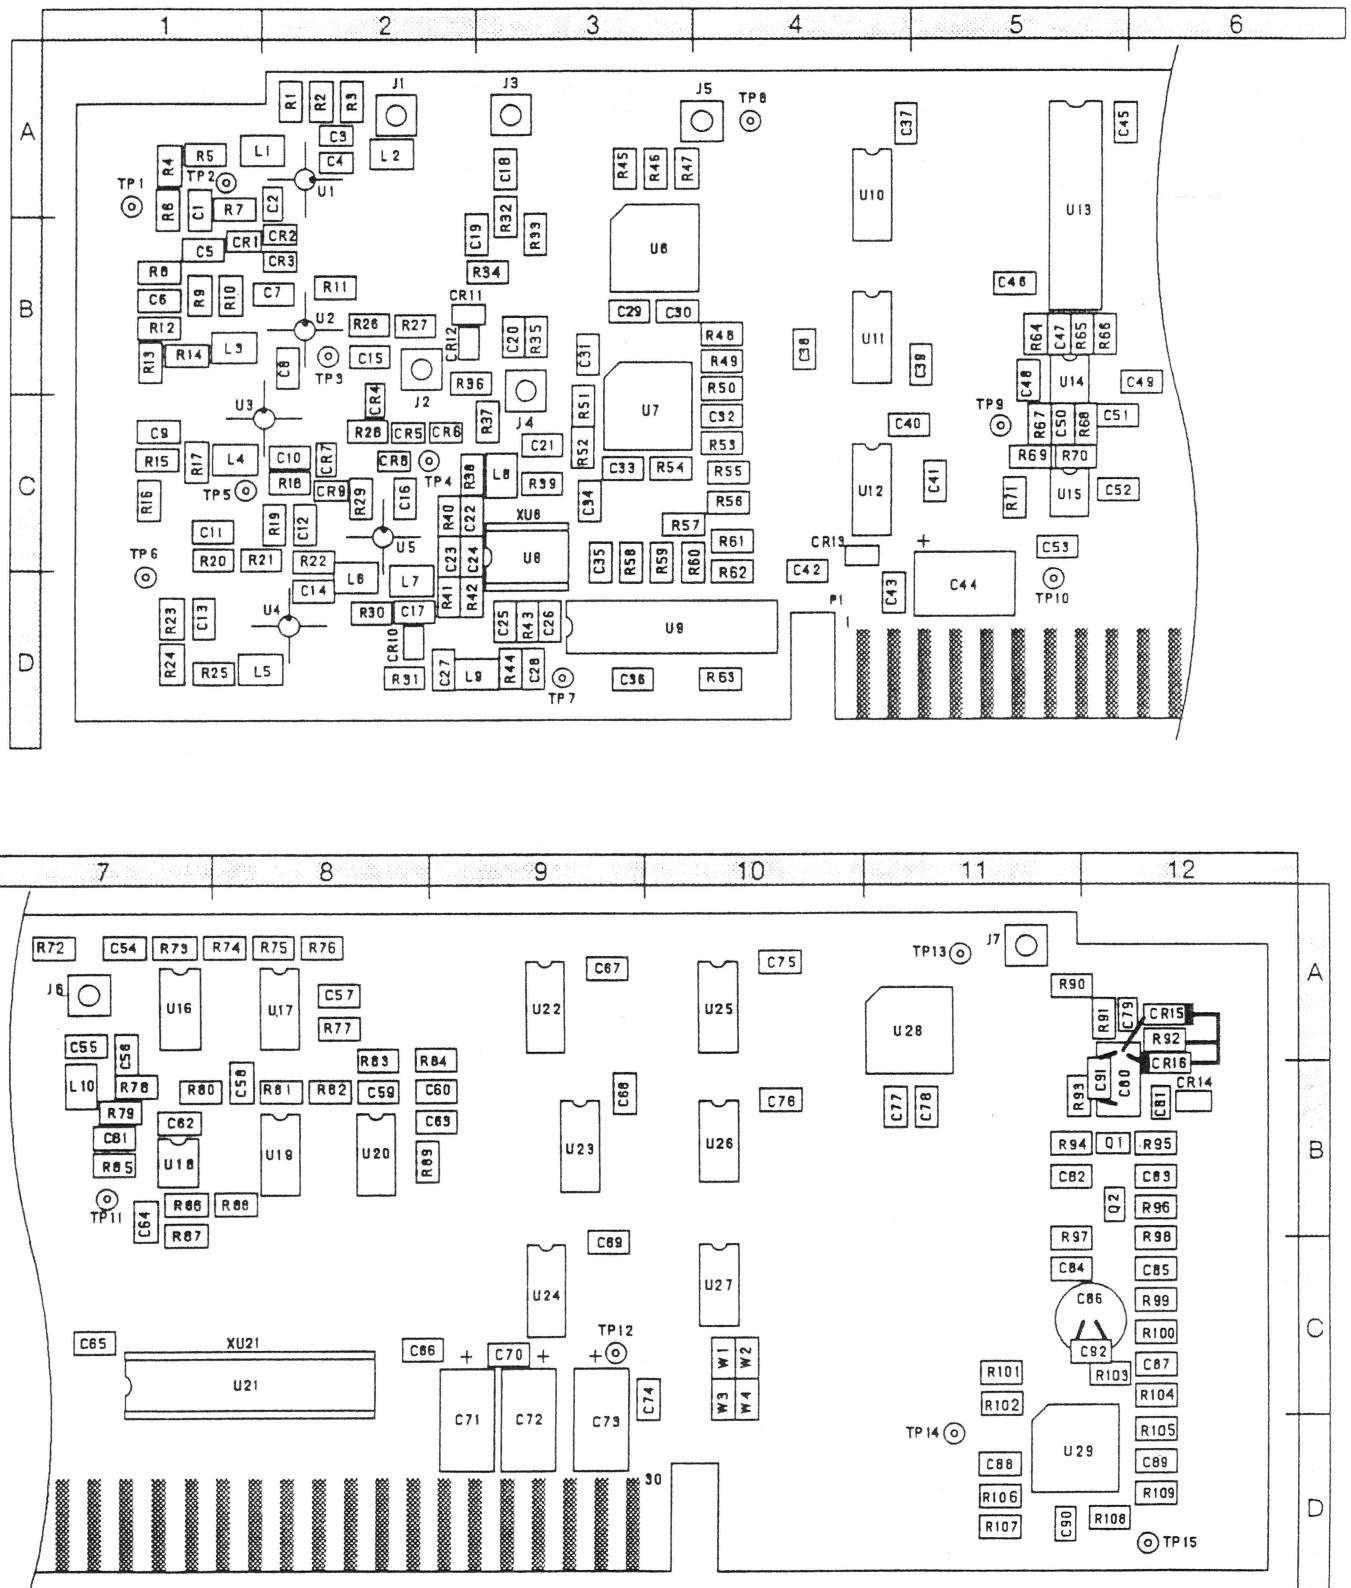 1 2 3 4 5 6
A
B
C
D
R1 R2 R3 J1 J3 J5 TP8 C37 C45
C3
R4 R5 L1 C4 L2 C18 R45 R46 R47
TP1 TP2 U1 U10 U13
R6 C1 R7 C2 R32
C19 R33
C5 CR1 CR2 U6
CR3
R8 R34
C6 R9 R10 C7 R11 CR11 C46
C29 C30
R12 U2 R26 R27 CR12 C20 R35 R48 C38 U11 R64 C47 R65 R66
R13 R14 L3 C8 TP3 C15 C31 R49 C39
J2 R36 R50 C48 U14 C49
U3 CR4 R37 J4 R51 U7 C32 TP9 C51
C9 R28 CR5 CR6 C21 R52 R53 C40 R67 C50 R68
R15 R17 L4 C10 CR7 CR8 TP4 R38 L8 C33 R54 R55 R69 R70
R16 TP5 R18 CR9 R29 C16 R39 C34 R56 U12 C41 R71 U15 C52
C11 R19 C12 U5 R40 C22 XU8 R57
R20 R21 R22 C23 C24 U8 C35 R58 R59 R60 R61 CR13 + C53
TP6 C14 L6 L7 R62 C42 C44 TP10
R41 R42 C43
R23 C13 U4 R30 C17 C25 R43 C26 U9 P1
1
CR10
R24 R25 L5 R31 C27 L9 R44 C28 TP7 C36 R63
7 8 9 10 11 12
A
B
C
D
R72 C54 R73 R74 R75 R76 TP13 J7
C67 C75
J6 U16 U17 C57 U22 U25 R90
R77 U28 R91 C79 CR15
C55 C56 R92
R83 R84 CR16
L10 R78 R80 C58 R81 R82 C59 C60 C68 C76 C77 C78 R93 C91 C80 C81 CR14
R79
C61 C62 C63
R85 U18 U19 U20 R89 U23 U26 R94 Q1 R95
C82 C83
TP11 C64 R86 R88 Q2 R96
R87 C69 R97 R98
C84 C85
U24 U27 C86 R99
C65 XU21 C66 + C70 + + TP12 W1 W2 C92 R100
U21 R101 R103 C87
C71 C72 C73 C74 W3 W4 R102 R104
TP14 U29 R105
30 C88 C89
R106 R109
R107 C90 R108
TP15